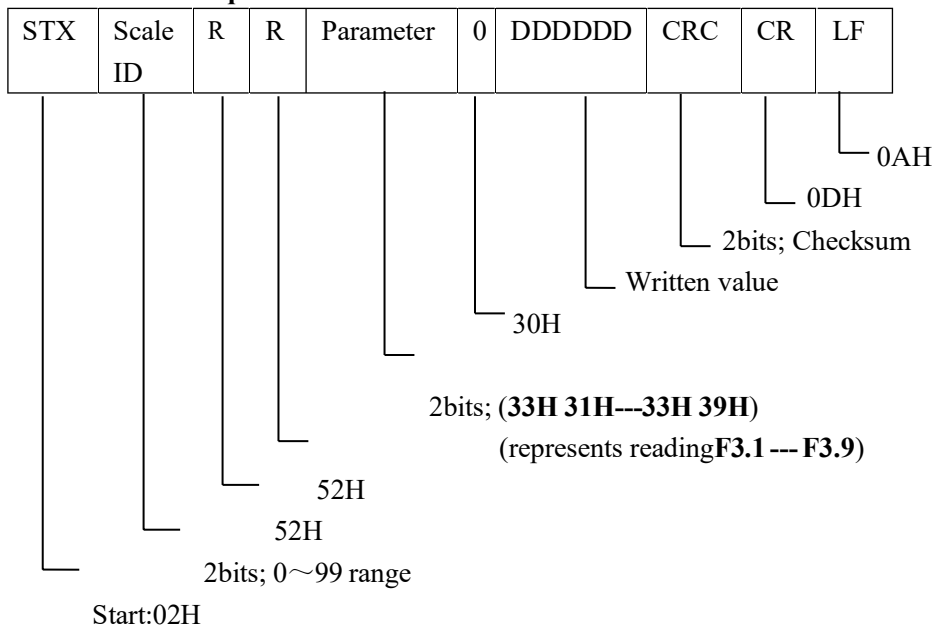 STX Scale ID R R Parameter 0 DDDDDD CRC CR LF
0AH
0DH
2bits; Checksum
Written value
30H
2bits; (33H 31H---33H 39H)
(represents readingF3.1 --- F3.9)
52H
52H
2bits; 0～99 range
Start:02H